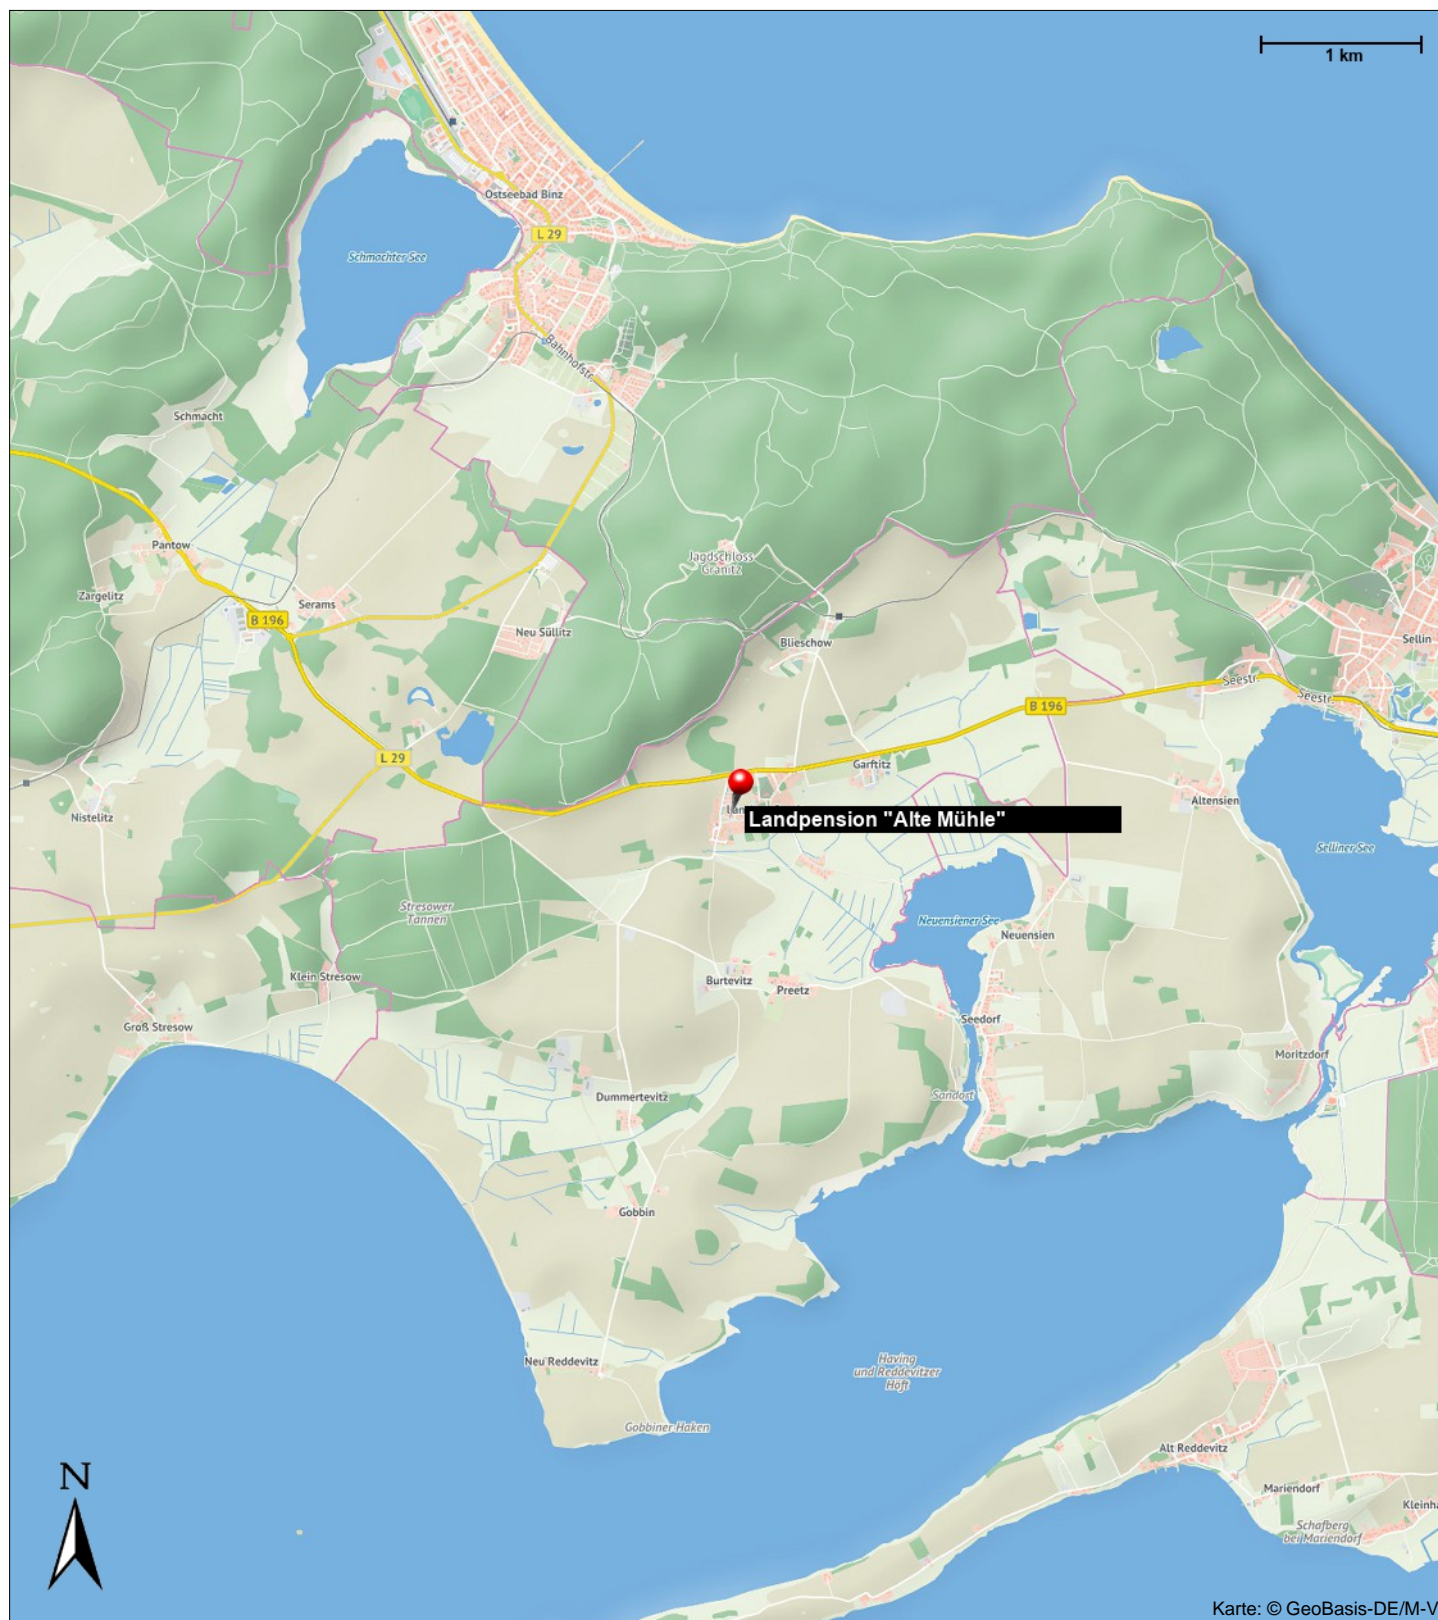 1 km
Ostseebad Binz
L 29
Schmachter See
Bahnhofstr.
Schmacht
Pantow
Jagdschloss
Granitz
Zargelitz
Serams
B 196
Neu Süllitz
Blieschow
Sellin
Seestr.
Seestr.
B 196
L 29
Garftitz
Altensien
Nistelitz
Landpension "Alte Mühle"
Selliner See
Stresower
Tannen
Neuensiener See
Neuensien
Klein Stresow
Burtevitz
Preetz
Groß Stresow
Seedorf
Moritzdorf
Dummertevitz
Sandort
Gobbin
Neu Reddevitz
Having
und Reddevitzer
Höft
Gobbiner Haken
Alt Reddevitz
N
Mariendorf
Schafberg
bei Mariendorf
Karte: © GeoBasis-DE/M-V